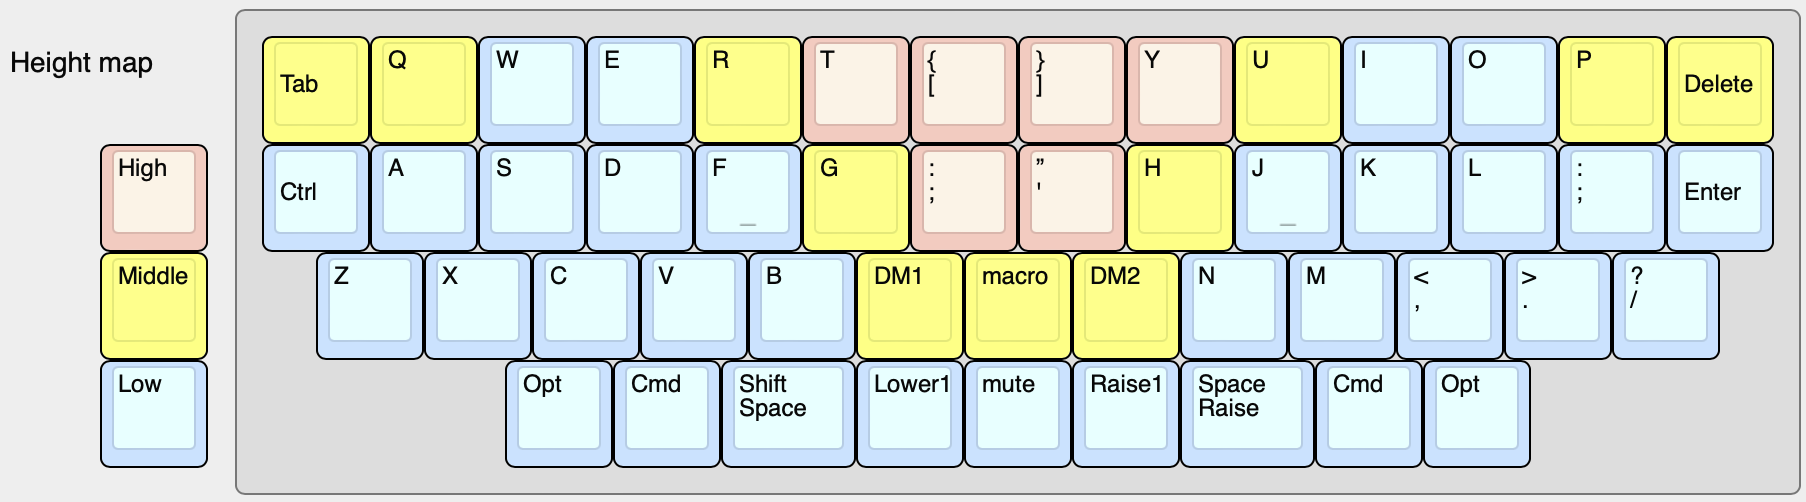 Height map
High
Middle
Low
Tab
Q
W
E
R
T
{
[
}
]
Y
U
I
O
P
Delete
Ctrl
A
S
D
F
_
G
:
;
”
'
H
J
_
K
L
:
;
Enter
Z
X
C
V
B
DM1
macro
DM2
N
M
<
,
>
.
?
/
Opt
Cmd
Shift
Space
Lower1
mute
Raise1
Space
Raise
Cmd
Opt